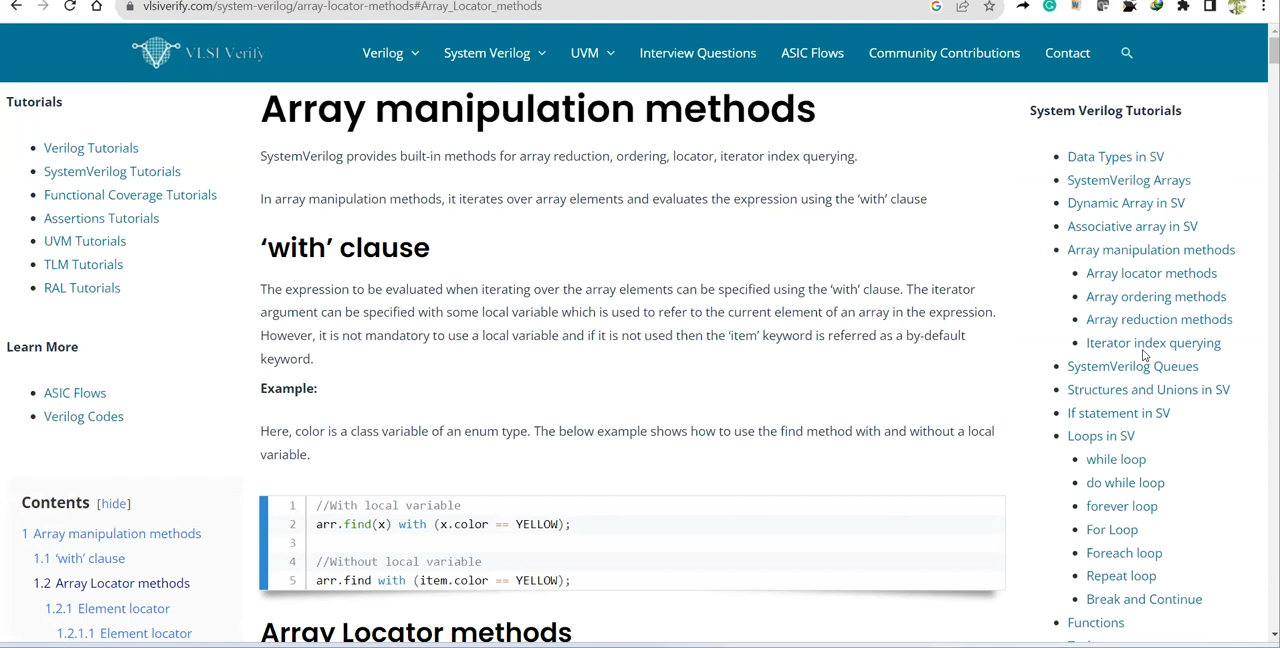 vlsiverify.com/system-verilog/array-locator-methods#Array_Locator_methods
VLSI Verify
Verilog
System Verilog
UVM
Interview Questions
ASIC Flows
Community Contributions
Contact
Tutorials
Verilog Tutorials
SystemVerilog Tutorials
Functional Coverage Tutorials
Assertions Tutorials
UVM Tutorials
TLM Tutorials
RAL Tutorials
Learn More
ASIC Flows
Verilog Codes
Contents [hide]
1 Array manipulation methods
1.1 ‘with’ clause
1.2 Array Locator methods
1.2.1 Element locator
1.2.1.1 Element locator
Array manipulation methods
SystemVerilog provides built-in methods for array reduction, ordering, locator, iterator index querying.
In array manipulation methods, it iterates over array elements and evaluates the expression using the ‘with’ clause
‘with’ clause
The expression to be evaluated when iterating over the array elements can be specified using the ‘with’ clause. The iterator
argument can be specified with some local variable which is used to refer to the current element of an array in the expression.
However, it is not mandatory to use a local variable and if it is not used then the ‘item’ keyword is referred as a by-default
keyword.
Example:
Here, color is a class variable of an enum type. The below example shows how to use the find method with and without a local
variable.
1 //With local variable
2 arr.find(x) with (x.color == YELLOW);
3
4 //Without local variable
5 arr.find with (item.color == YELLOW);
Array Locator methods
System Verilog Tutorials
Data Types in SV
SystemVerilog Arrays
Dynamic Array in SV
Associative array in SV
Array manipulation methods
Array locator methods
Array ordering methods
Array reduction methods
Iterator index querying
SystemVerilog Queues
Structures and Unions in SV
If statement in SV
Loops in SV
while loop
do while loop
forever loop
For Loop
Foreach loop
Repeat loop
Break and Continue
Functions